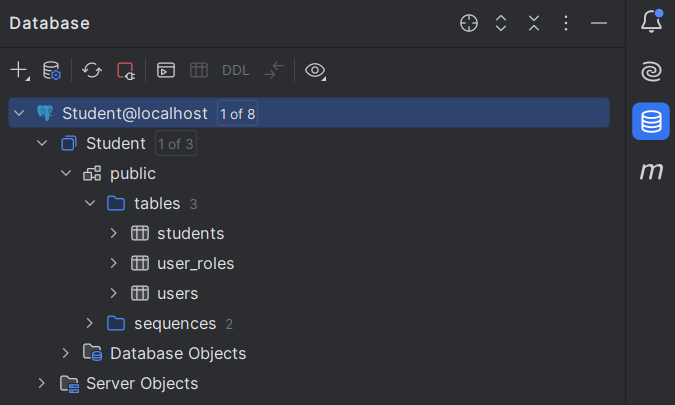 Database
DDL
Student@localhost 1 of 8
Student 1 of 3
public
tables 3
students
user_roles
users
sequences 2
Database Objects
Server Objects
m